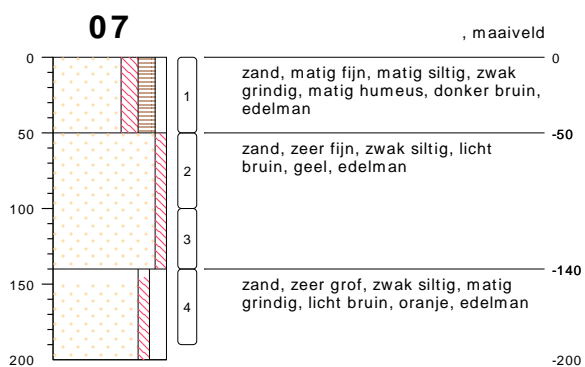 07
, maaiveld
0
0
zand, matig fijn, matig siltig, zwak
grindig, matig humeus, donker bruin,
edelman
1
50
-50
zand, zeer fijn, zwak siltig, licht
bruin, geel, edelman
2
100
3
-140
150
zand, zeer grof, zwak siltig, matig
grindig, licht bruin, oranje, edelman
4
200
-200